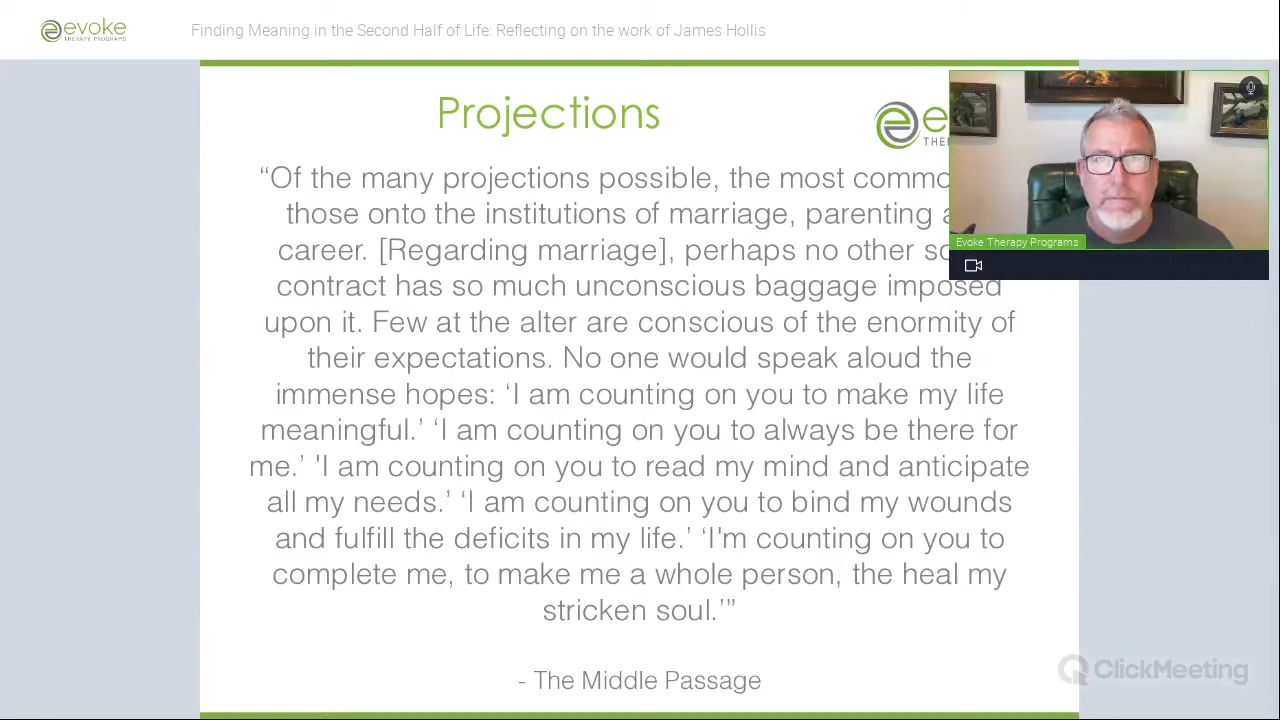 evoke
THERAPY PROGRAMS
Finding Meaning in the Second Half of Life: Reflecting on the work of James Hollis
Projections
e
THE
“Of the many projections possible, the most commo
those onto the institutions of marriage, parenting a
career. [Regarding marriage], perhaps no other so
contract has so much unconscious baggage imposed
upon it. Few at the alter are conscious of the enormity of
their expectations. No one would speak aloud the
immense hopes: ‘I am counting on you to make my life
meaningful.’ ‘I am counting on you to always be there for
me.’ 'I am counting on you to read my mind and anticipate
all my needs.’ ‘I am counting on you to bind my wounds
and fulfill the deficits in my life.’ ‘I'm counting on you to
complete me, to make me a whole person, the heal my
stricken soul.’”
- The Middle Passage
Evoke Therapy Programs
ClickMeeting